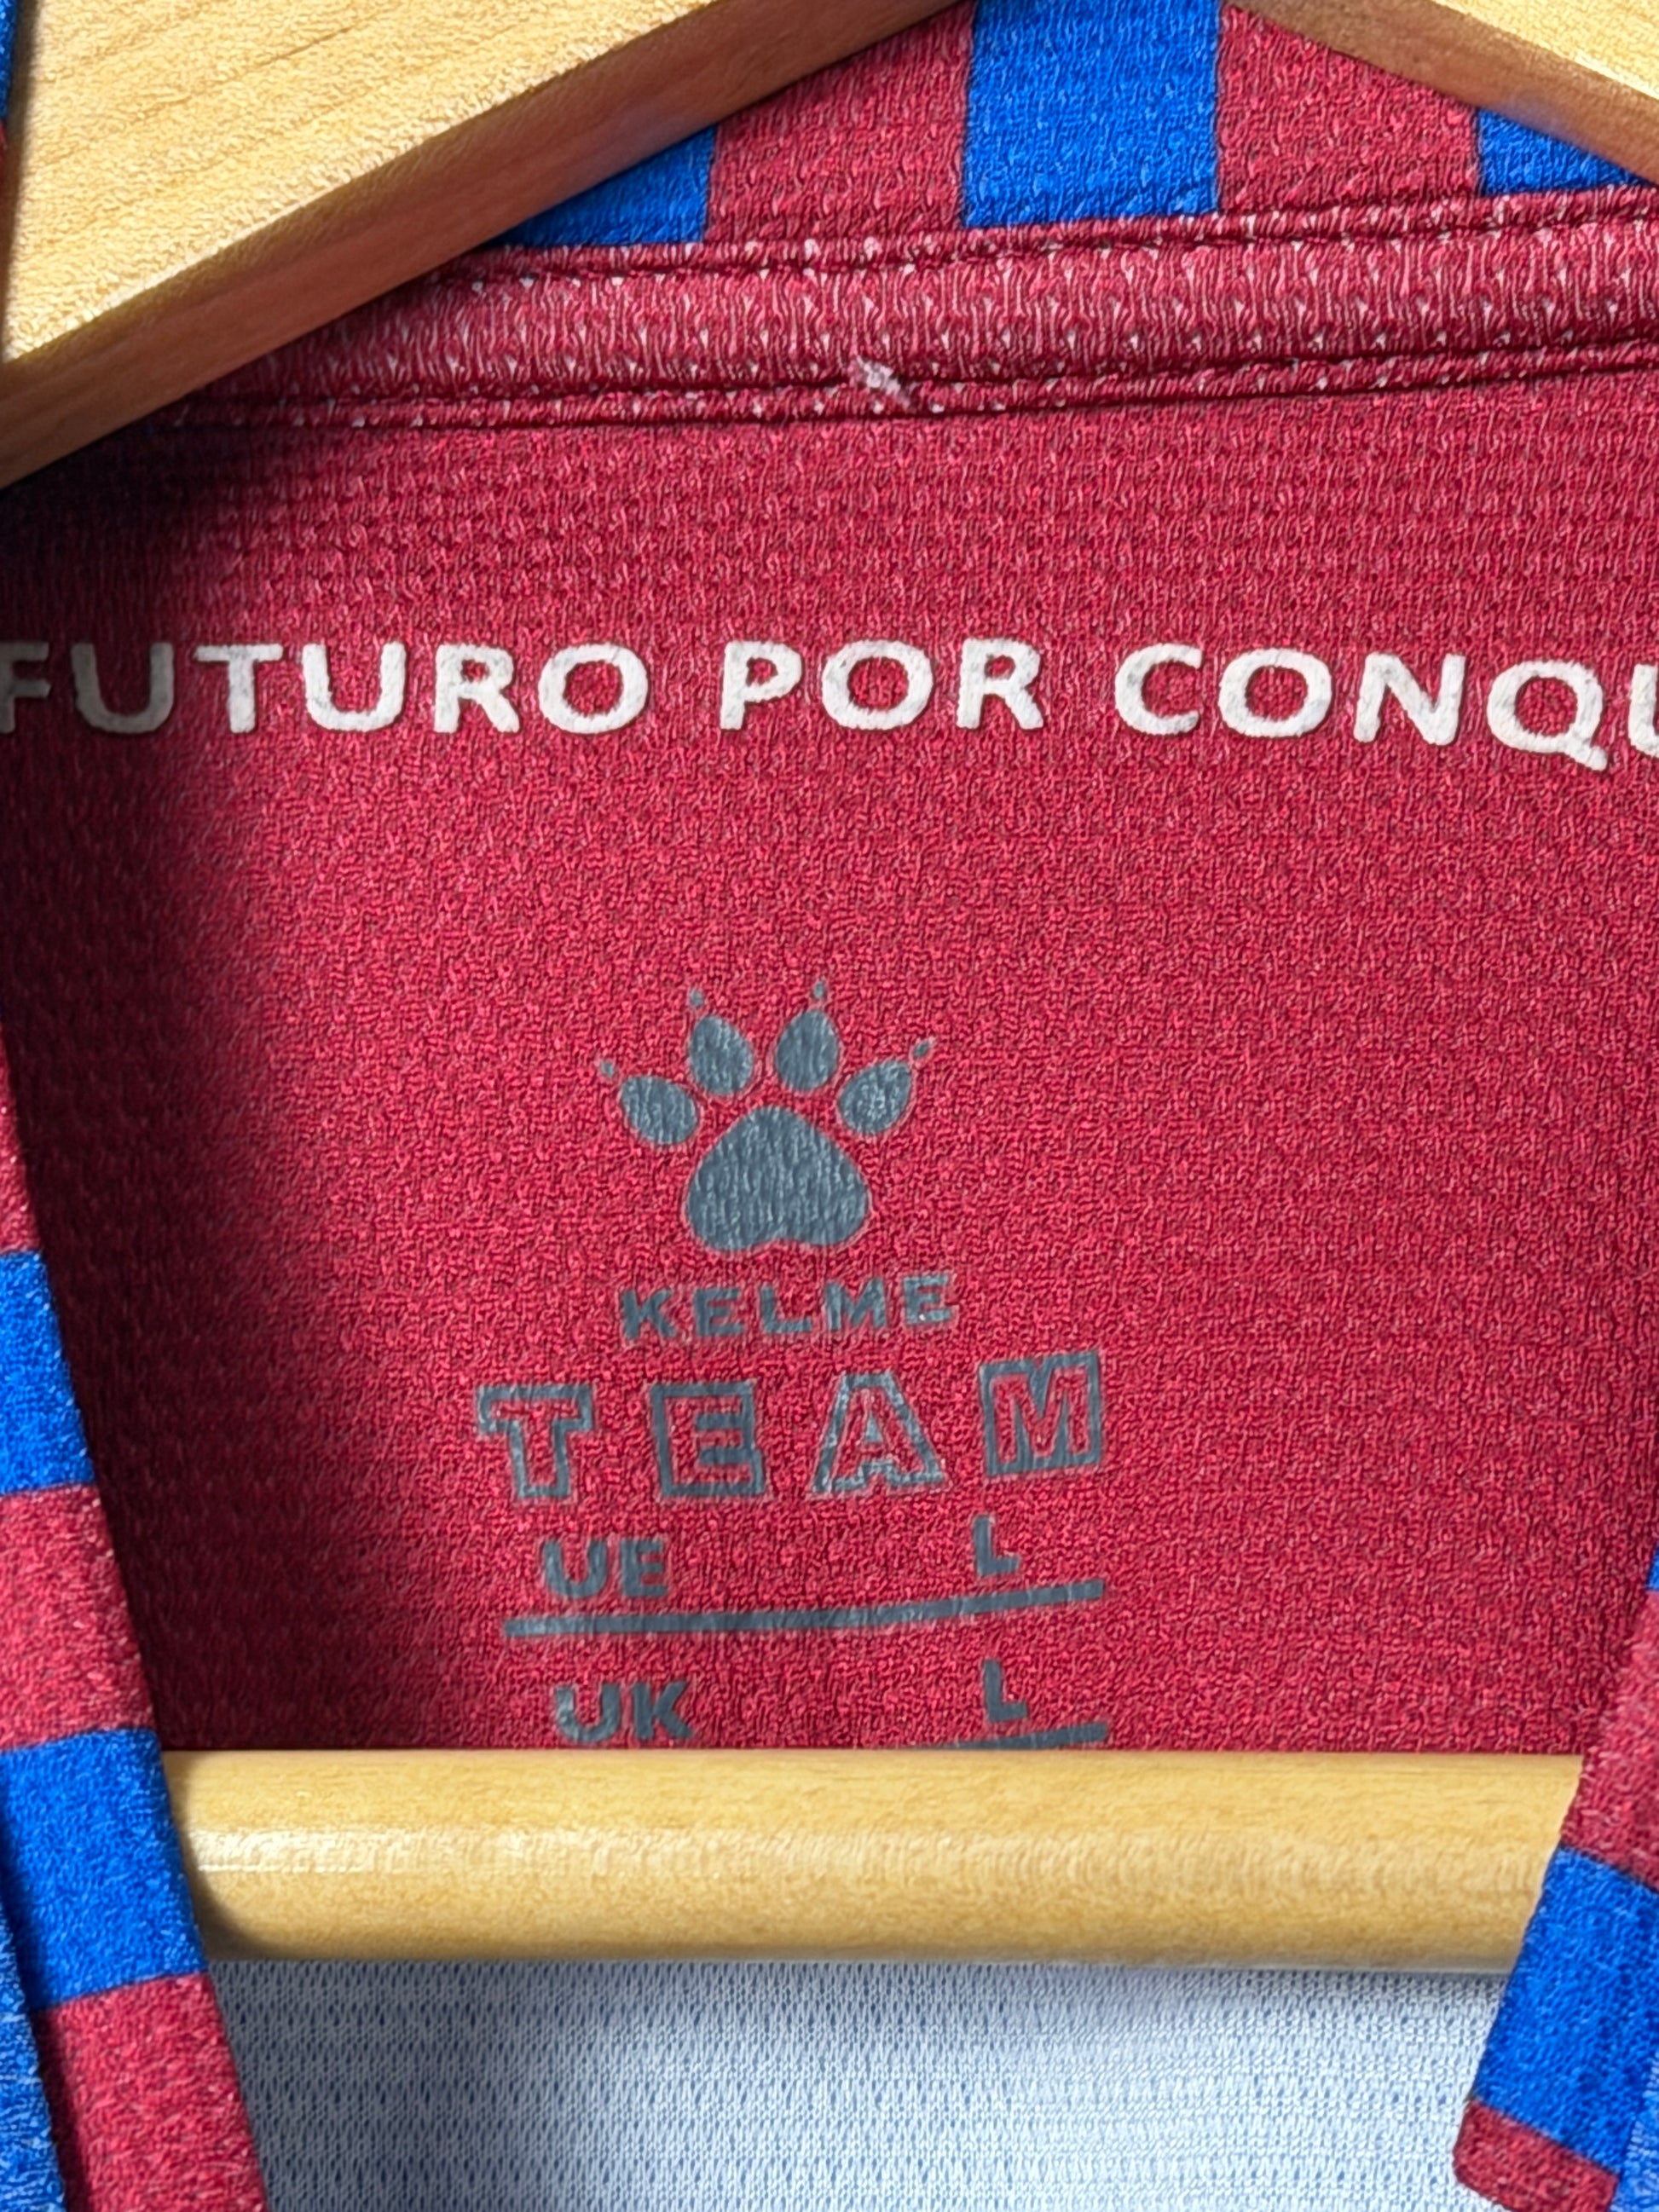 FUTURO POR CONQU
KELME
TEAM
UE L
UK L